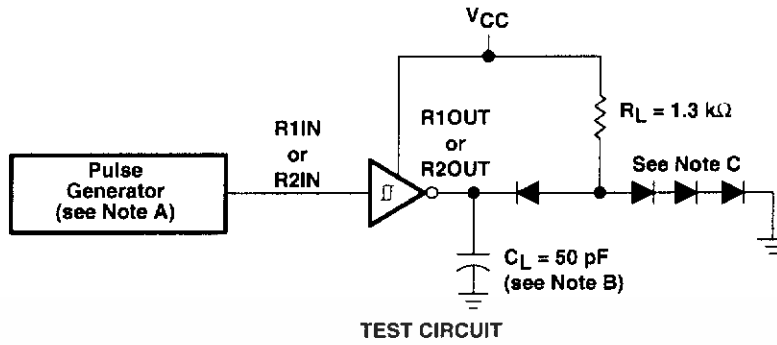 VCC
RL = 1.3 kΩ
R1IN
or
R2IN
R1OUT
or
R2OUT
See Note C
Pulse
Generator
(see Note A)
CL = 50 pF
(see Note B)
TEST CIRCUIT